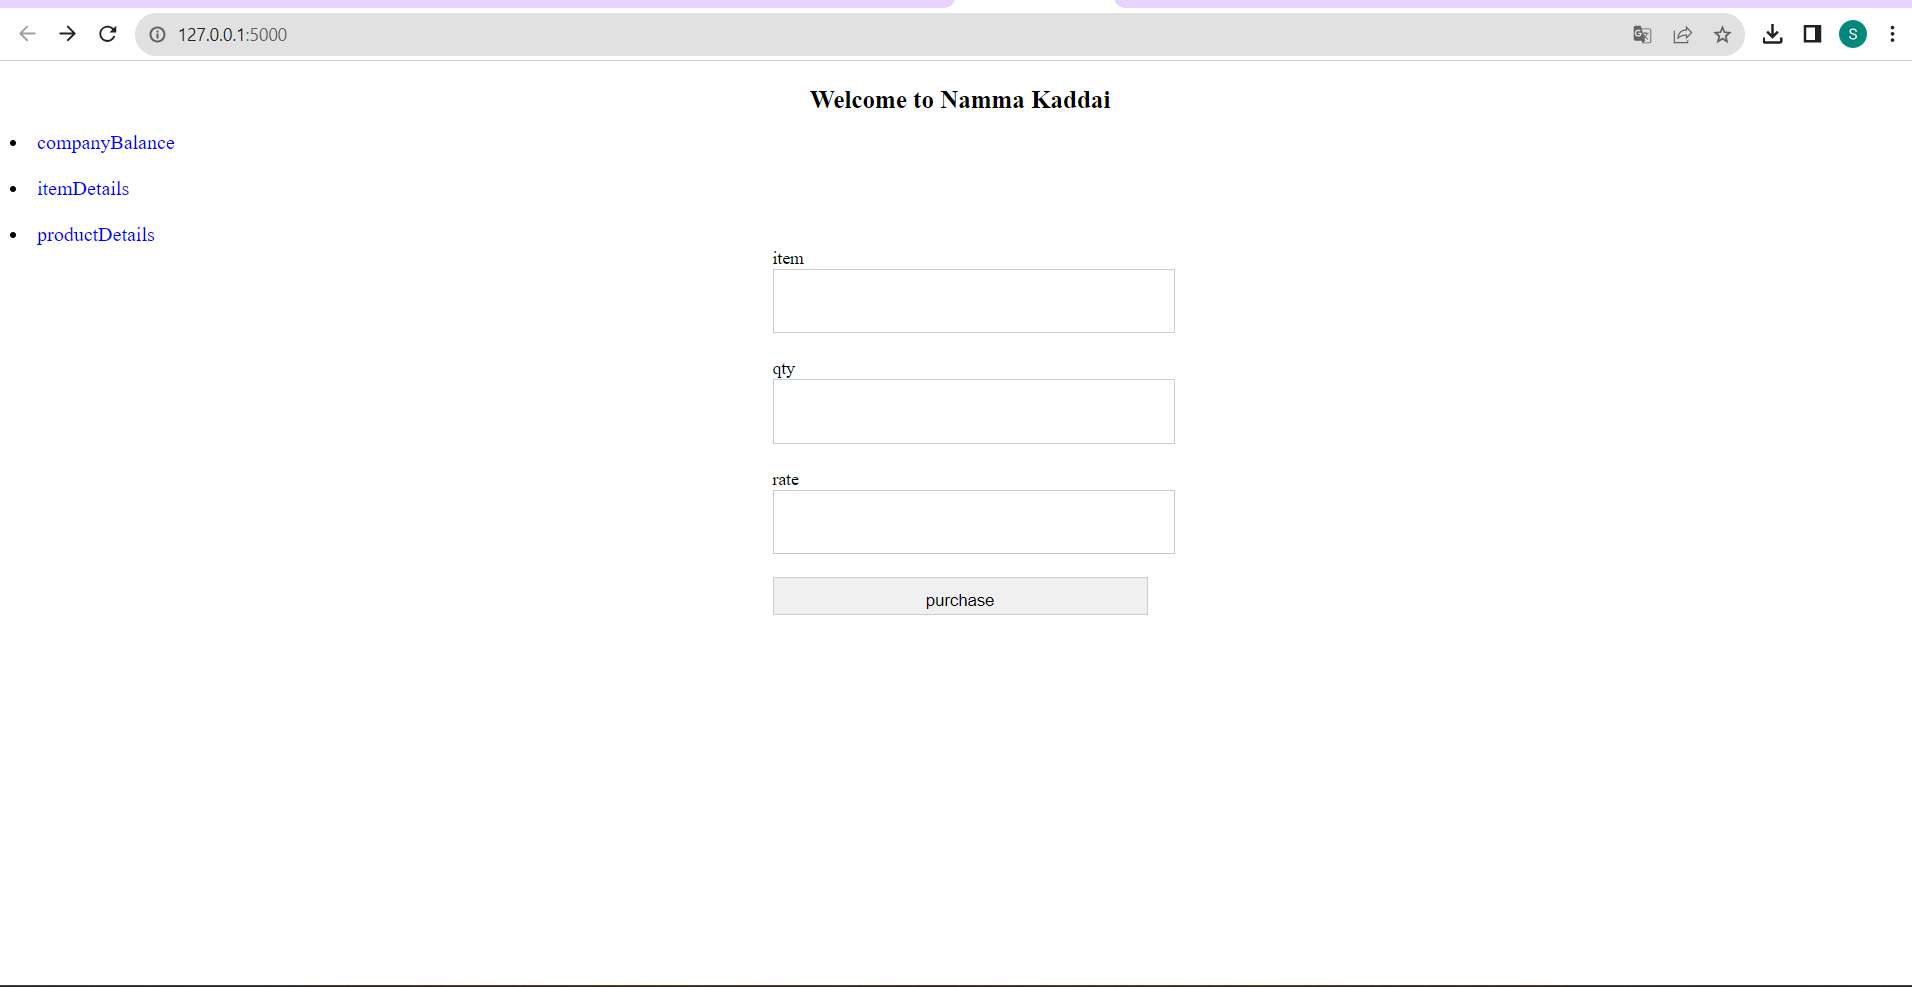 127.0.0.1:5000
S
Welcome to Namma Kaddai
companyBalance
itemDetails
productDetails
item
qty
rate
purchase